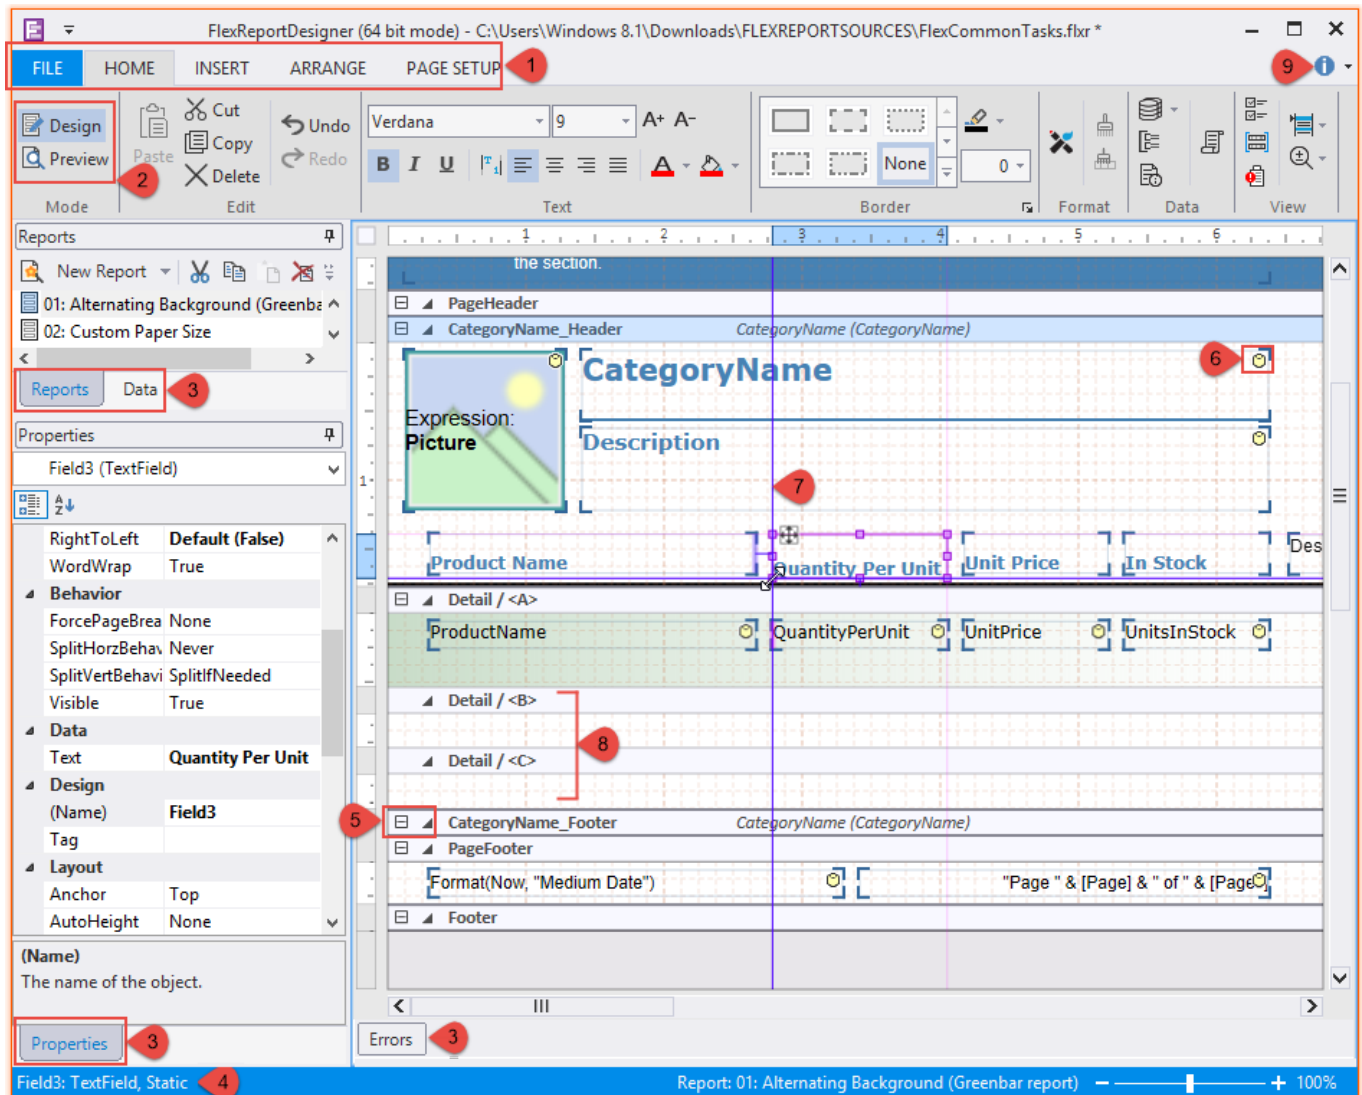 FlexReportDesigner (64 bit mode) - C:\Users\Windows 8.1\Downloads\FLEXREPORTSOURCES\FlexCommonTasks.flxr *
FILE HOME INSERT ARRANGE PAGE SETUP 1 9
Design Preview 2 Mode
Paste Cut Copy Delete Undo Redo Edit
Verdana 9 A+ A- B I U A Text
None 0 Border
Format
Data
View
Reports
New Report
01: Alternating Background (Greenba
02: Custom Paper Size
Reports Data 3
Properties
Field3 (TextField)
RightToLeft Default (False)
WordWrap True
Behavior
ForcePageBrea None
SplitHorzBehav Never
SplitVertBehavi SplitIfNeeded
Visible True
Data
Text Quantity Per Unit
Design
(Name) Field3
Tag
Layout
Anchor Top
AutoHeight None
(Name)
The name of the object.
Properties 3
1 2 3 4 5 6
the section.
PageHeader
CategoryName_Header CategoryName (CategoryName)
6
CategoryName
Expression:
Picture
Description
1
7
Product Name Quantity Per Unit Unit Price In Stock Des
Detail / <A>
ProductName QuantityPerUnit UnitPrice UnitsInStock
Detail / <B>
8
Detail / <C>
5
CategoryName_Footer CategoryName (CategoryName)
PageFooter
Format(Now, "Medium Date") "Page " & [Page] & " of " & [Page
Footer
Errors 3
Field3: TextField, Static 4 Report: 01: Alternating Background (Greenbar report) 100%